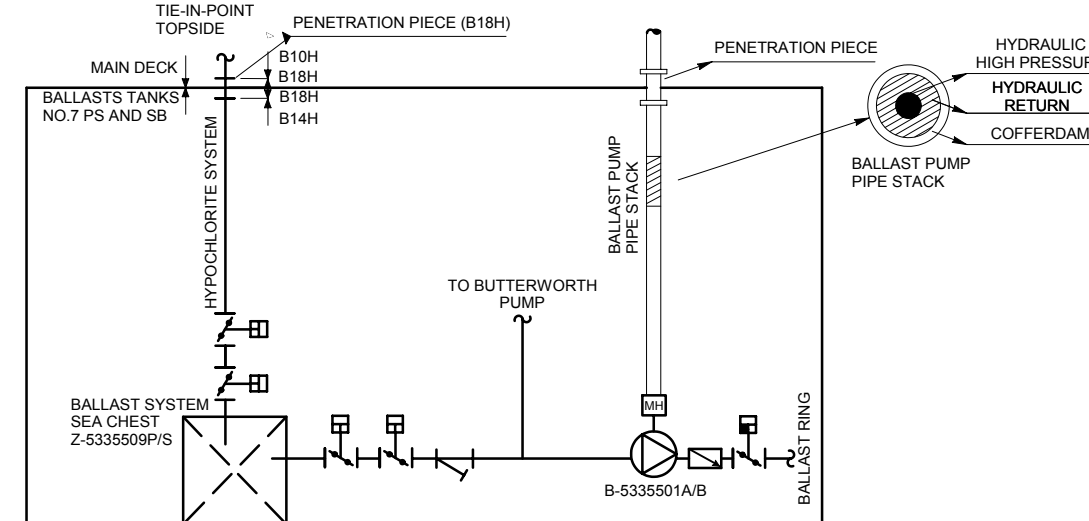 TIE-IN-POINT
TOPSIDE
PENETRATION PIECE (B18H)
MAIN DECK
B10H
B18H
BALLASTS TANKS
NO.7 PS AND SB
B18H
B14H
HYPOCHLORITE SYSTEM
PENETRATION PIECE
HYDRAULIC
HIGH PRESSUR
HYDRAULIC
RETURN
COFFERDAM
BALLAST PUMP
PIPE STACK
BALLAST PUMP
PIPE STACK
TO BUTTERWORTH
PUMP
BALLAST SYSTEM
SEA CHEST
Z-5335509P/S
MH
B-5335501A/B
BALLAST RING